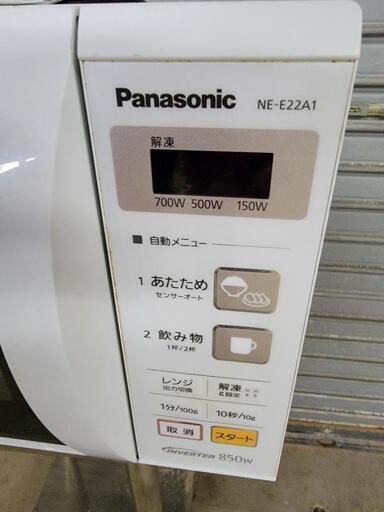 Panasonic NE-E22A1
解凍
700W 500W 150W
■ 自動メニュー
1 あたため
センサーオート
2 飲み物
1杯/2杯
レンジ
出力切換
解凍
g設定
1分/100g
10秒/10g
取消
スタート
INVERTER 850W